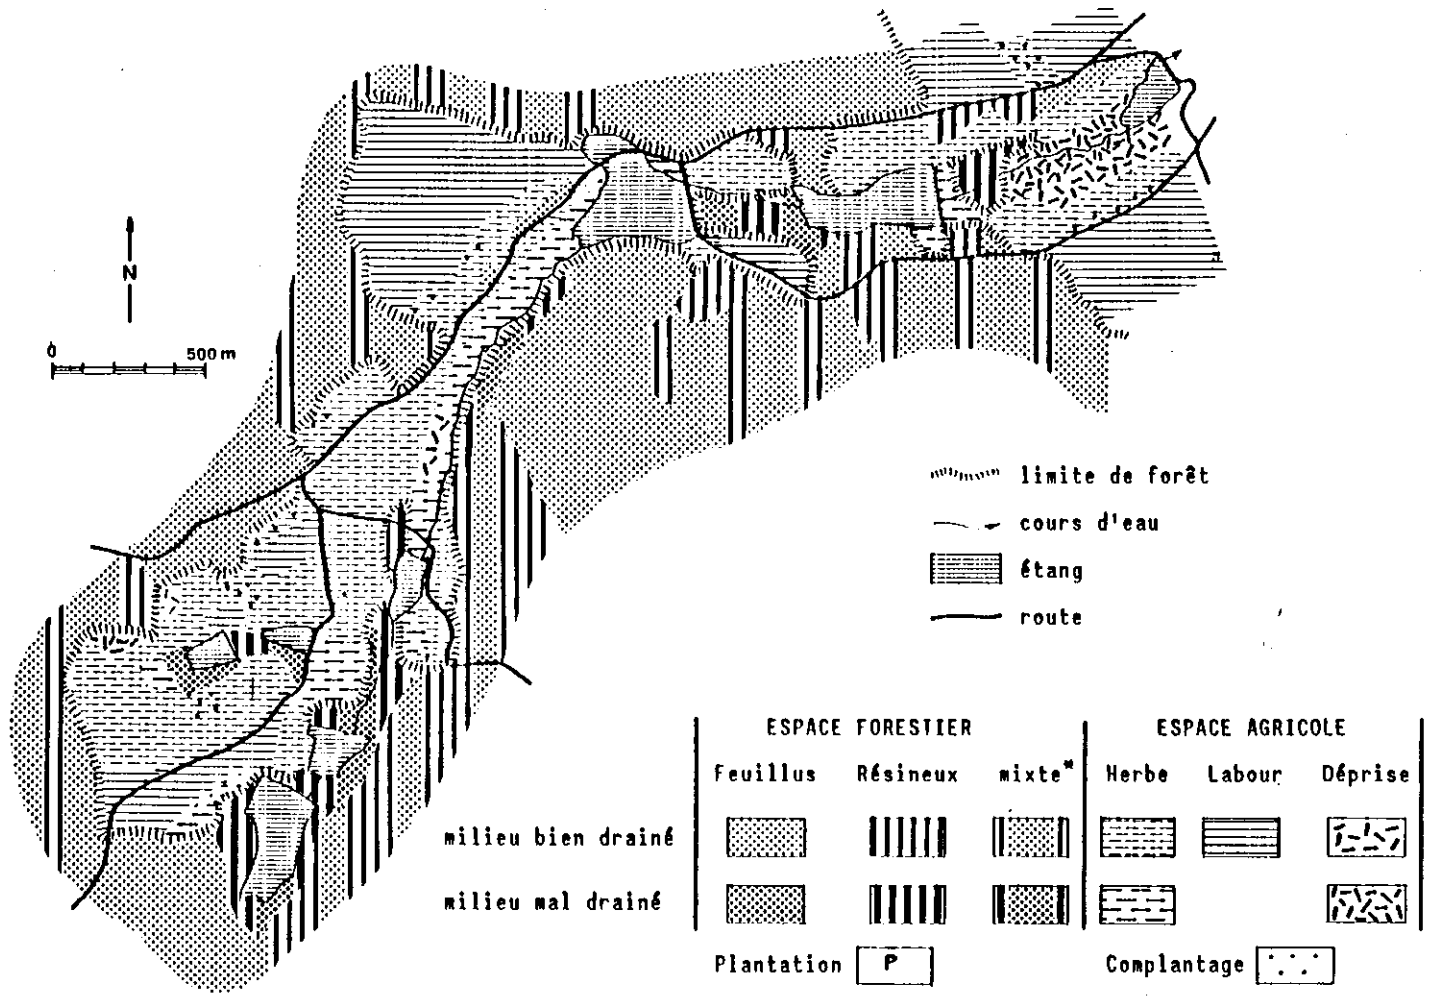 N
0 500 m
limite de forêt
cours d'eau
étang
route
ESPACE FORESTIER ESPACE AGRICOLE
Feuillus Résineux mixte* Herbe Labour Déprise
milieu bien drainé
milieu mal drainé
Plantation P Complantage